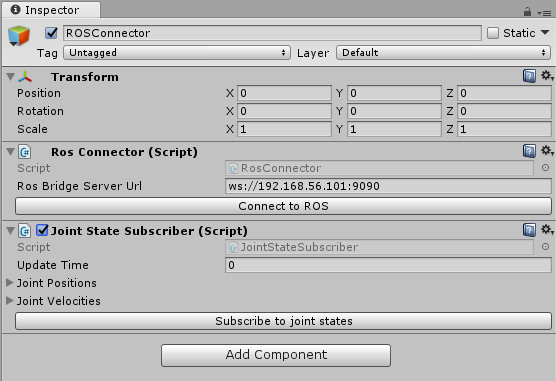 Inspector
ROSConnector Static
Tag Untagged Layer Default
Transform
Position X 0 Y 0 Z 0
Rotation X 0 Y 0 Z 0
Scale X 1 Y 1 Z 1
Ros Connector (Script)
Script RosConnector
Ros Bridge Server Url ws://192.168.56.101:9090
Connect to ROS
Joint State Subscriber (Script)
Script JointStateSubscriber
Update Time 0
Joint Positions
Joint Velocities
Subscribe to joint states
Add Component